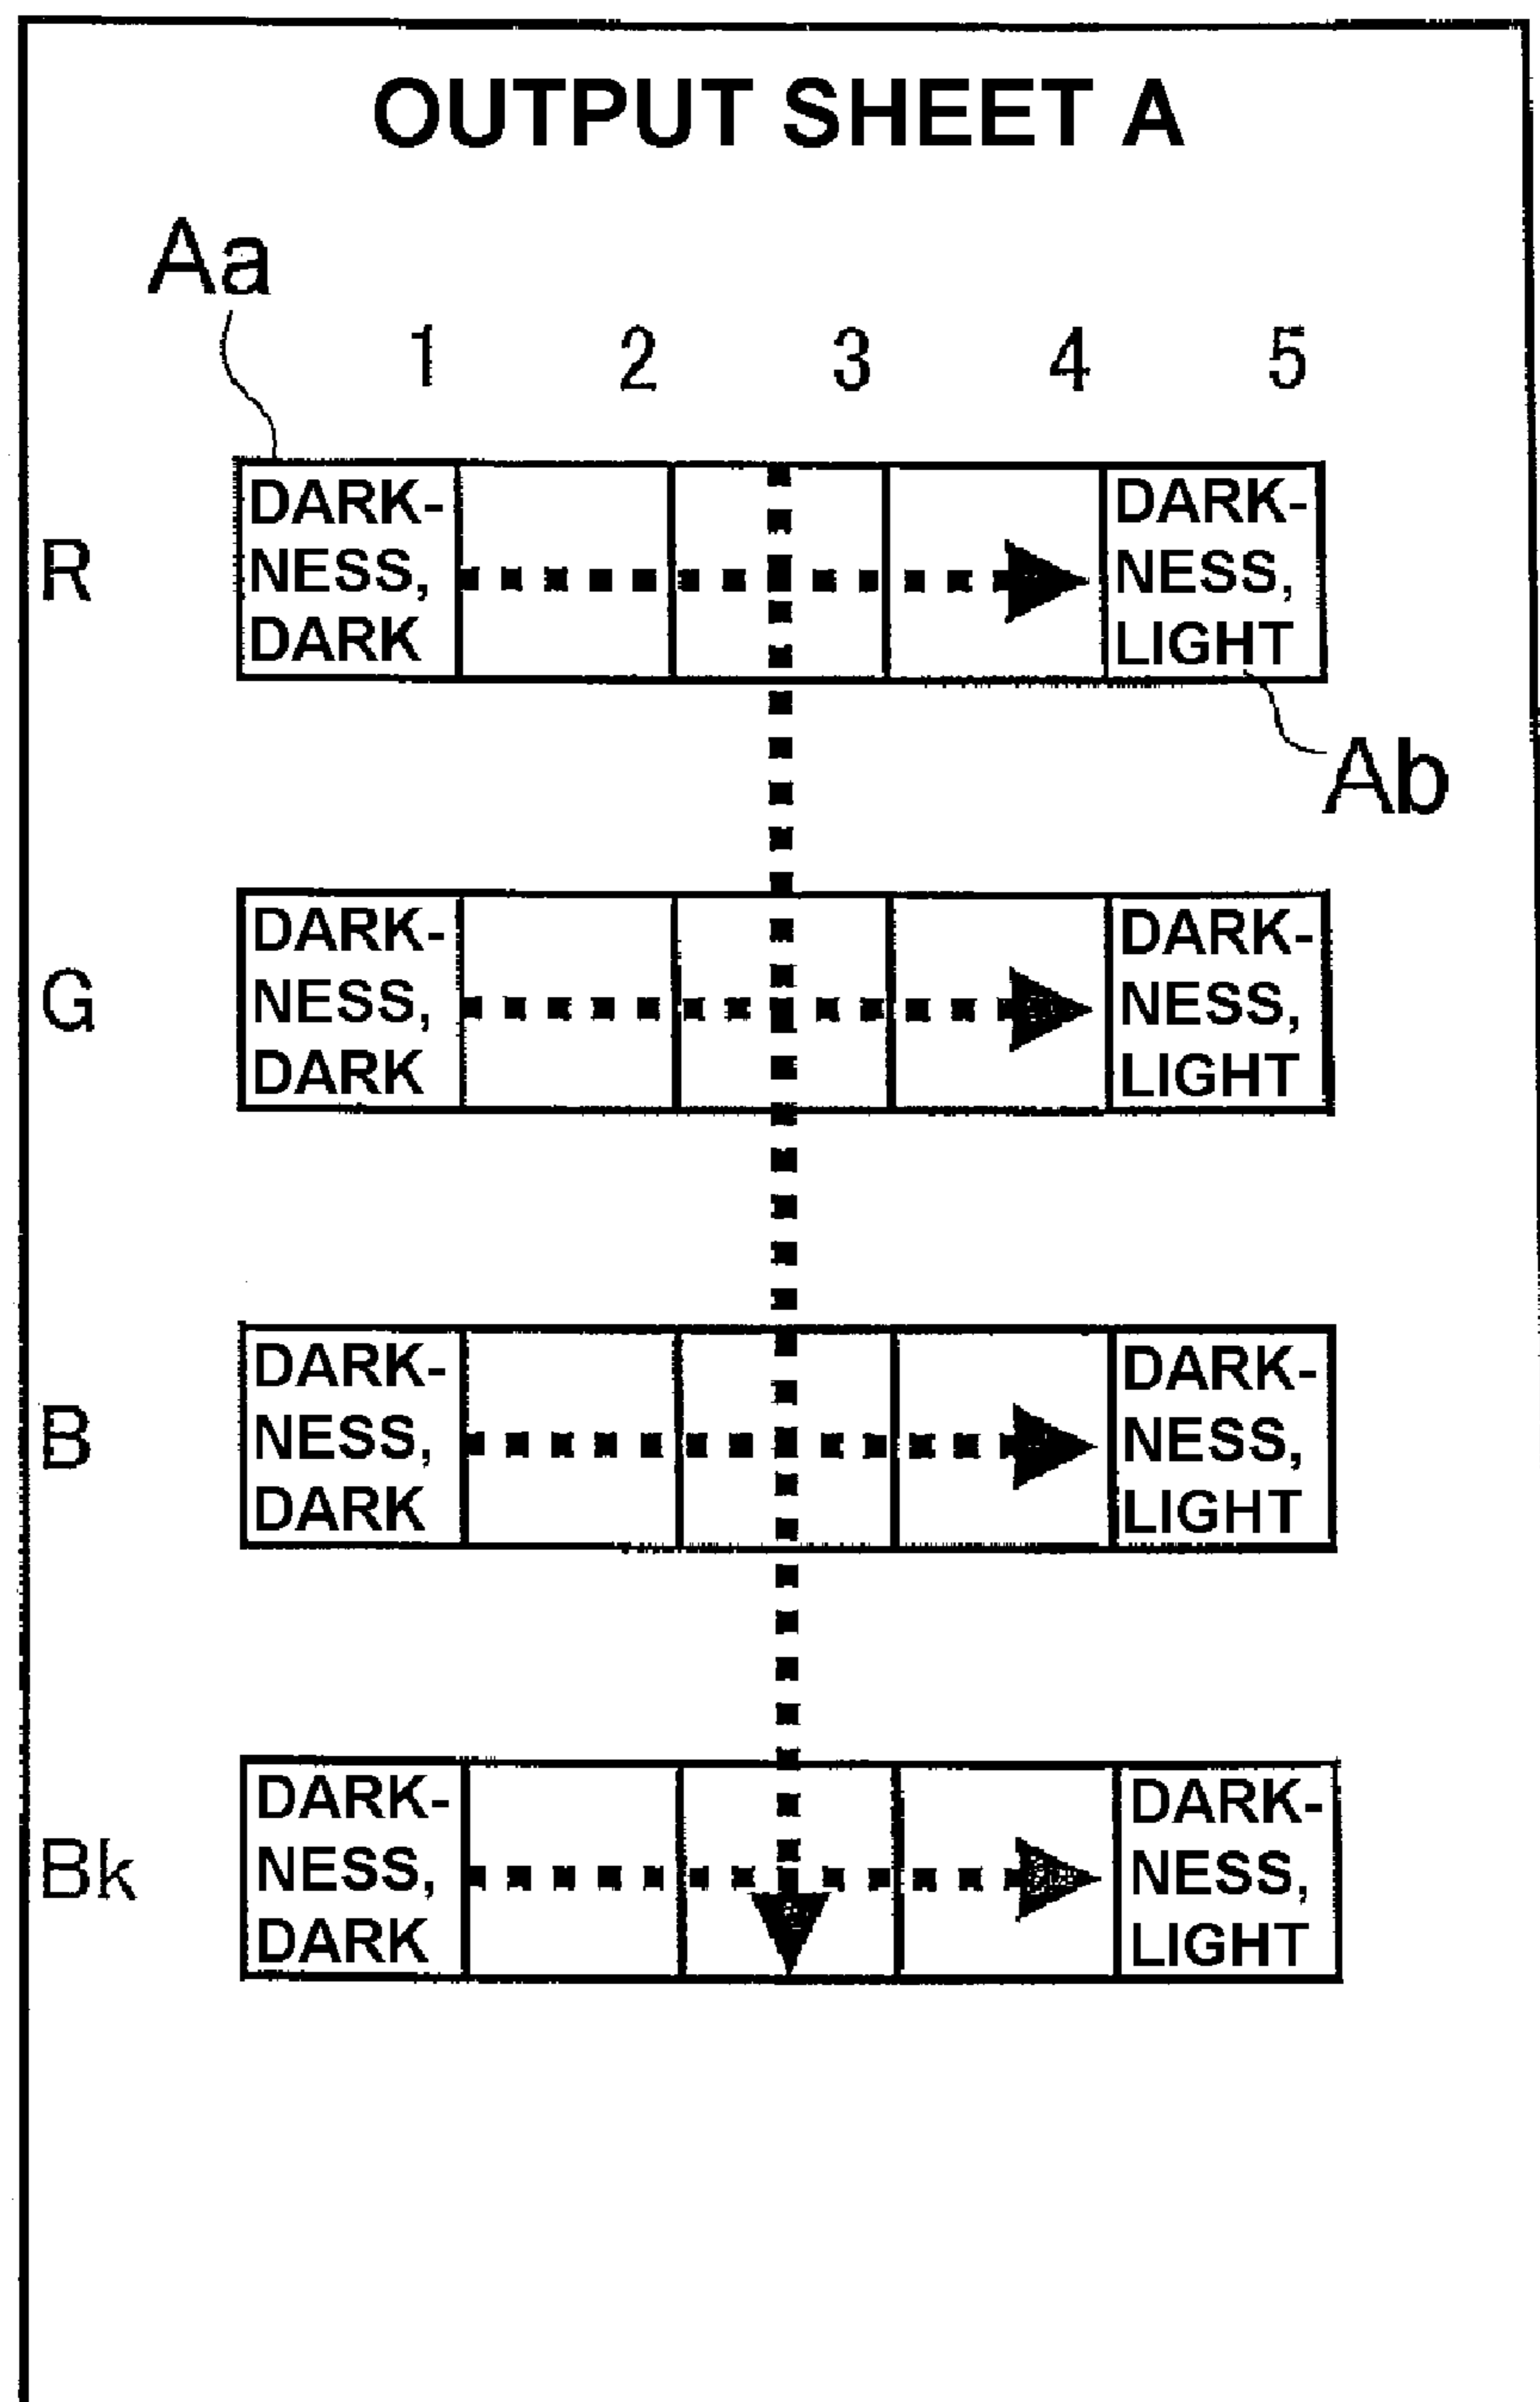 OUTPUT SHEET A
Aa
1 2 3 4 5
R
DARK-
NESS,
DARK
DARK-
NESS,
LIGHT
Ab
G
DARK-
NESS,
DARK
DARK-
NESS,
LIGHT
B
DARK-
NESS,
DARK
DARK-
NESS,
LIGHT
Bk
DARK-
NESS,
DARK
DARK-
NESS,
LIGHT